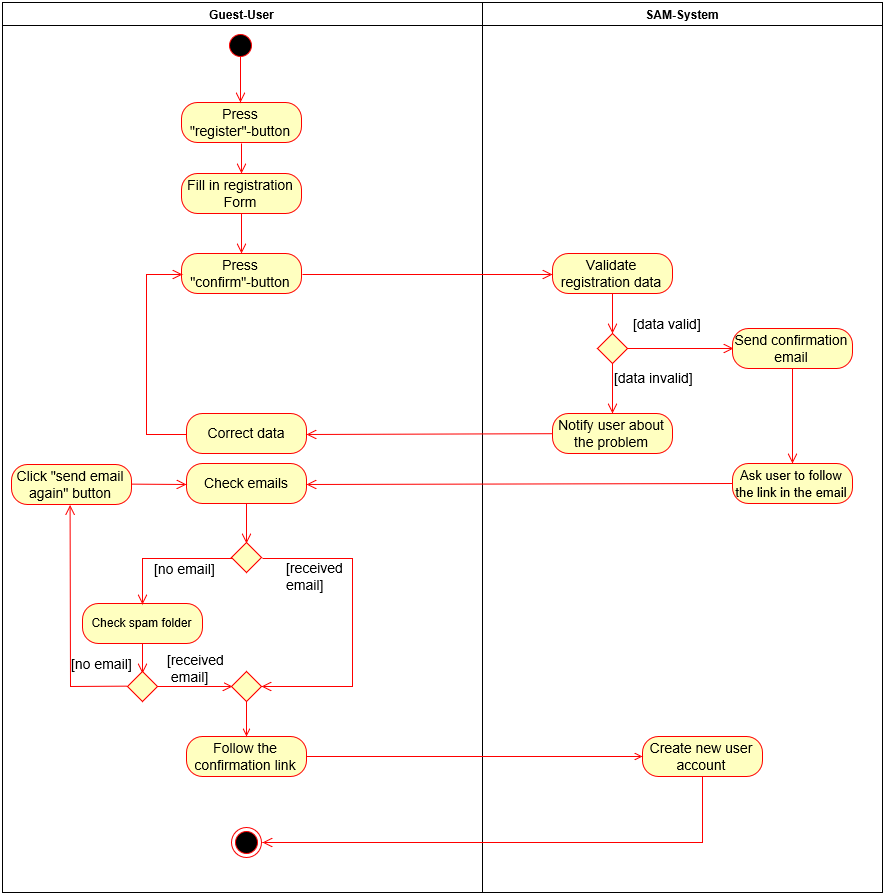 Guest-User
SAM-System
Press
"register"-button
Fill in registration
Form
Press
"confirm"-button
Validate
registration data
[data valid]
Send confirmation
email
[data invalid]
Correct data
Notify user about
the problem
Click "send email
again" button
Check emails
Ask user to follow
the link in the email
[no email]
[received
email]
Check spam folder
[no email]
[received
email]
Follow the
confirmation link
Create new user
account